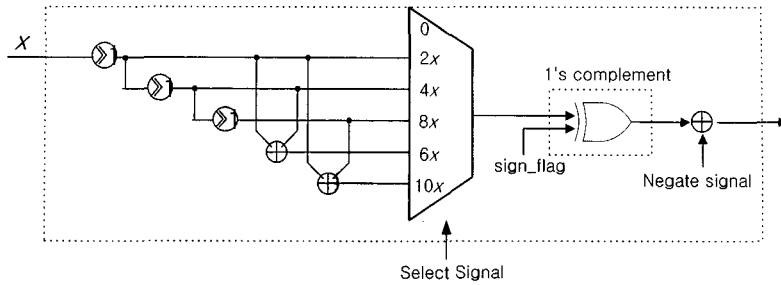 X
0
2x
4x
8x
6x
10x
1's complement
sign_flag
Negate signal
Select Signal